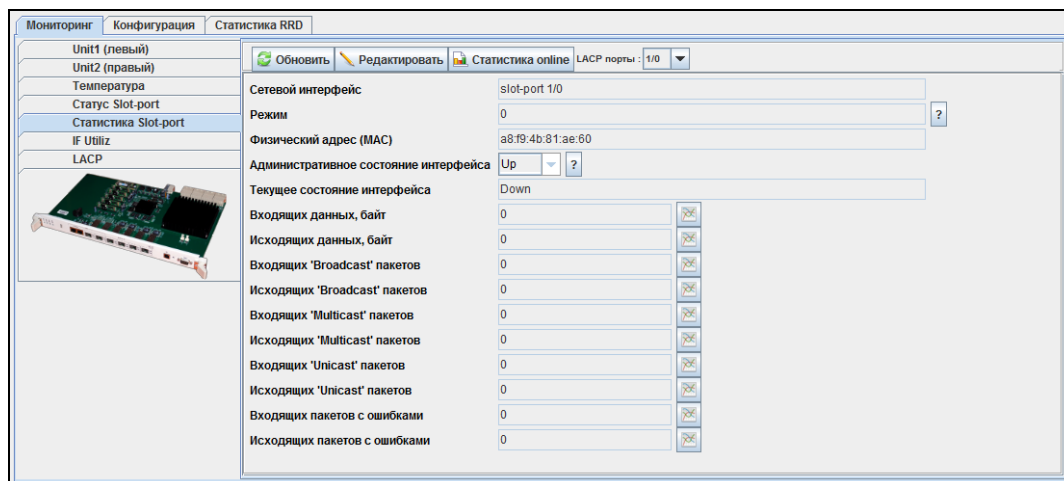 Мониторинг Конфигурация Статистика RRD
Unit1 (левый)
Unit2 (правый)
Температура
Статус Slot-port
Статистика Slot-port
IF Utiliz
LACP
Обновить Редактировать Статистика online LACP порты : 1/0
Сетевой интерфейс slot-port 1/0
Режим 0 ?
Физический адрес (MAC) a8:f9:4b:81:ae:60
Административное состояние интерфейса Up ?
Текущее состояние интерфейса Down
Входящих данных, байт 0
Исходящих данных, байт 0
Входящих 'Broadcast' пакетов 0
Исходящих 'Broadcast' пакетов 0
Входящих 'Multicast' пакетов 0
Исходящих 'Multicast' пакетов 0
Входящих 'Unicast' пакетов 0
Исходящих 'Unicast' пакетов 0
Входящих пакетов с ошибками 0
Исходящих пакетов с ошибками 0